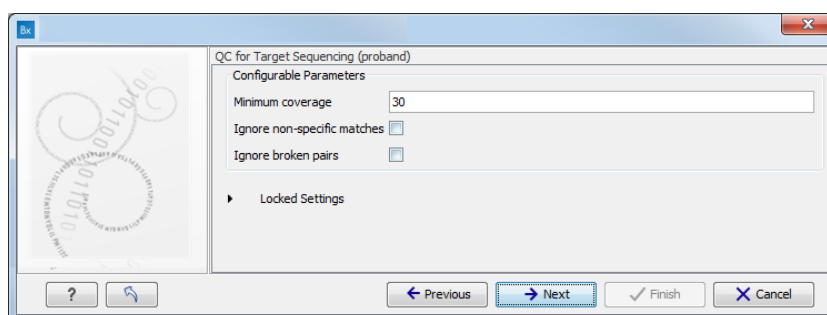 Bx
QC for Target Sequencing (proband)
Configurable Parameters
Minimum coverage 30
Ignore non-specific matches
Ignore broken pairs
Locked Settings
? Previous Next Finish Cancel